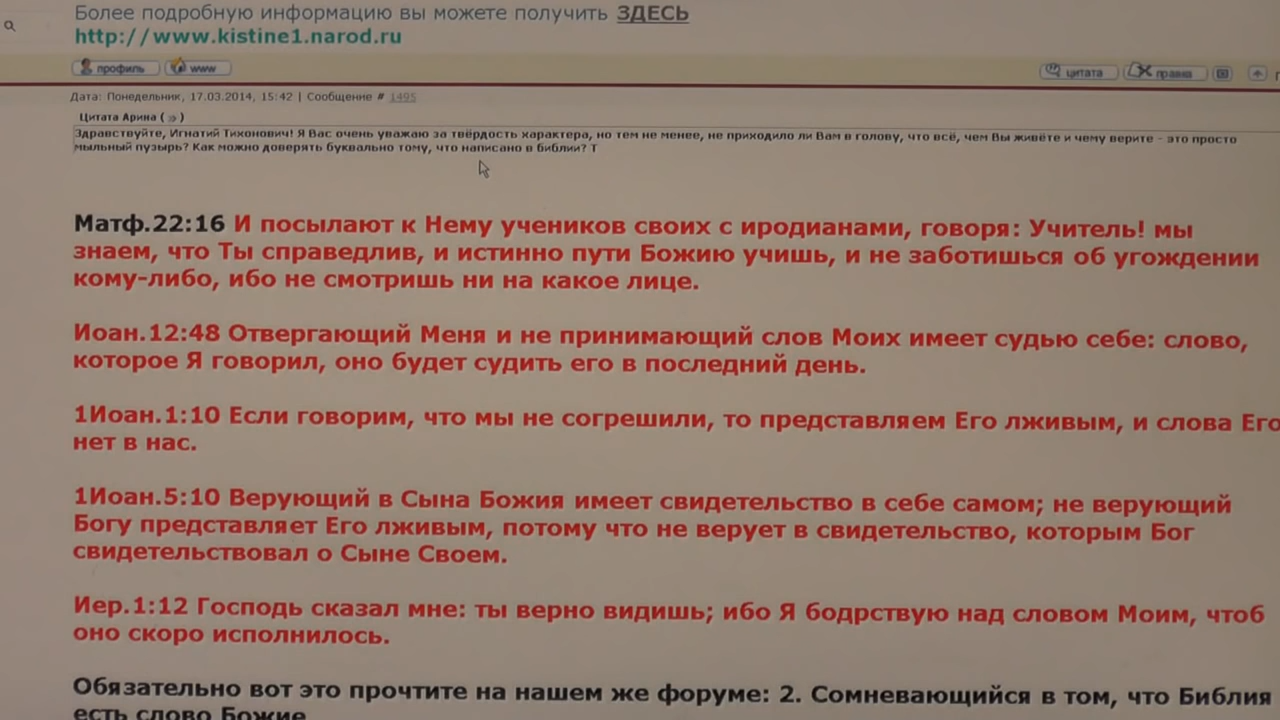 Более подробную информацию вы можете получить ЗДЕСЬ
http://www.kistine1.narod.ru
профиль www цитата правка
Дата: Понедельник, 17.03.2014, 15:42 | Сообщение # 1495
Цитата Арина ( » )
Здравствуйте, Игнатий Тихонович! Я Вас очень уважаю за твёрдость характера, но тем не менее, не приходило ли Вам в голову, что всё, чем Вы живёте и чему верите - это просто
мыльный пузырь? Как можно доверять буквально тому, что написано в библии? Т
Матф.22:16 И посылают к Нему учеников своих с иродианами, говоря: Учитель! мы
знаем, что Ты справедлив, и истинно пути Божию учишь, и не заботишься об угождении
кому-либо, ибо не смотришь ни на какое лице.
Иоан.12:48 Отвергающий Меня и не принимающий слов Моих имеет судью себе: слово,
которое Я говорил, оно будет судить его в последний день.
1Иоан.1:10 Если говорим, что мы не согрешили, то представляем Его лживым, и слова Его
нет в нас.
1Иоан.5:10 Верующий в Сына Божия имеет свидетельство в себе самом; не верующий
Богу представляет Его лживым, потому что не верует в свидетельство, которым Бог
свидетельствовал о Сыне Своем.
Иер.1:12 Господь сказал мне: ты верно видишь; ибо Я бодрствую над словом Моим, чтоб
оно скоро исполнилось.
Обязательно вот это прочтите на нашем же форуме: 2. Сомневающийся в том, что Библия
есть слово Божие